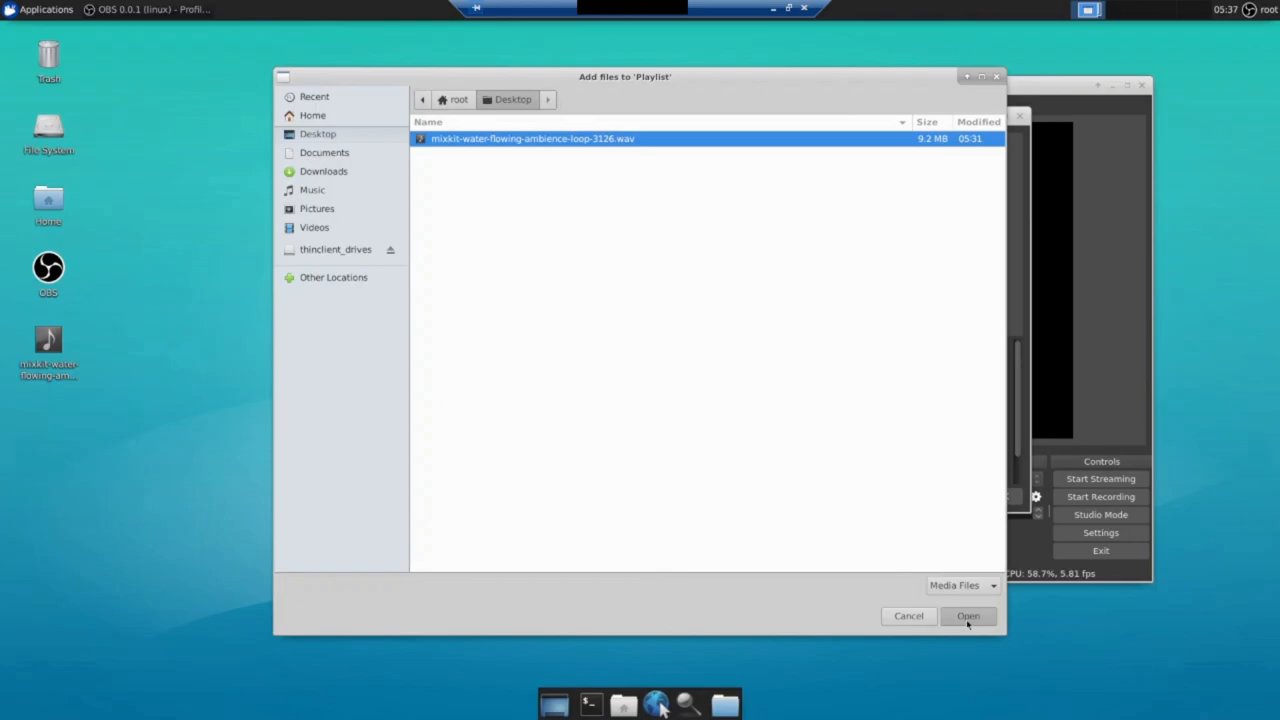 Applications
OBS 0.0.1 (linux) - Profil...
05:37
root
Trash
File System
Home
OBS
mixkit-water-
flowing-am...
Add files to 'Playlist'
root
Desktop
Recent
Home
Desktop
Documents
Downloads
Music
Pictures
Videos
thinclient_drives
Other Locations
Name
Size
Modified
mixkit-water-flowing-ambience-loop-3126.wav
9.2 MB
05:31
Media Files
Cancel
Open
Controls
Start Streaming
Start Recording
Studio Mode
Settings
Exit
CPU: 58.7%, 5.81 fps